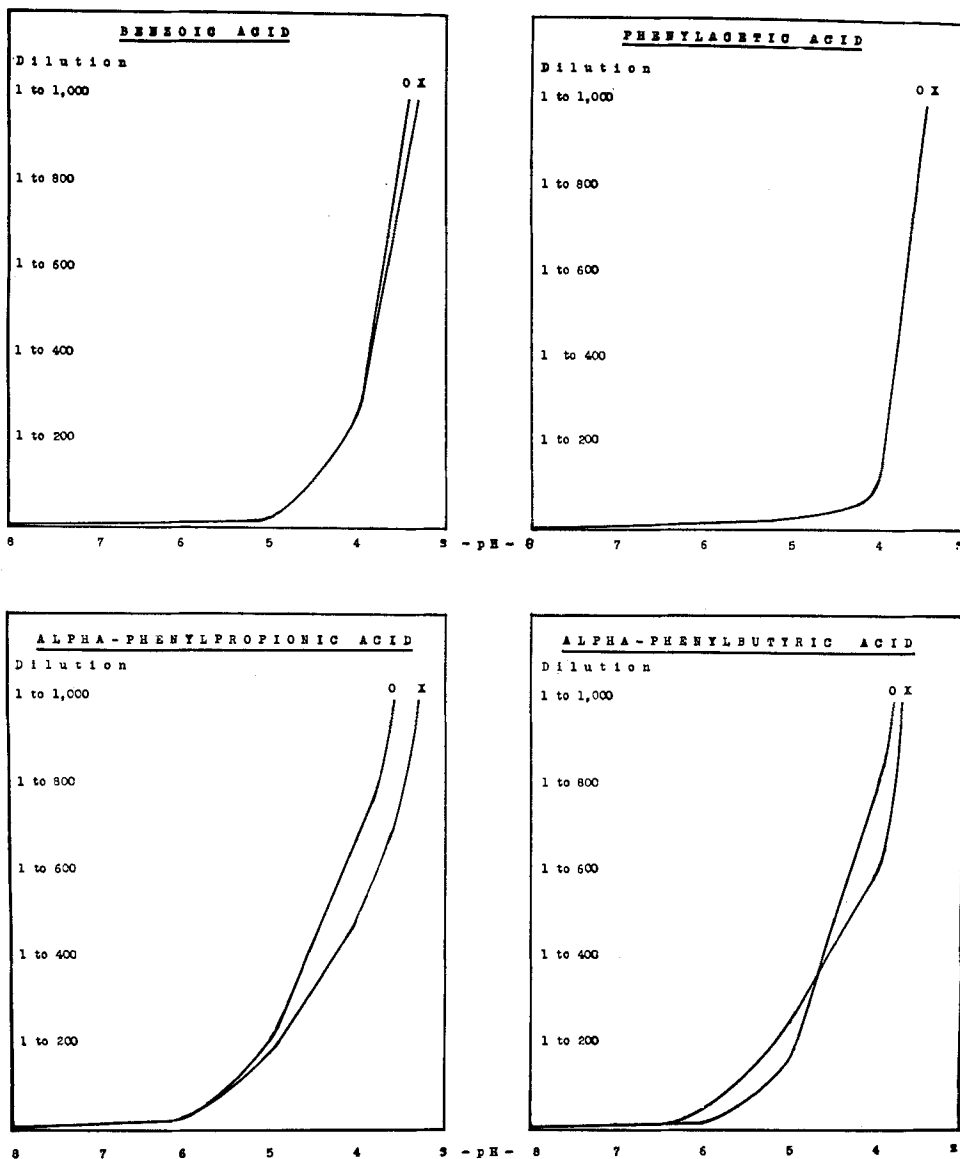 BENZOIC ACID
Dilution
O X
1 to 1,000
1 to 800
1 to 600
1 to 400
1 to 200
8 7 6 5 4 3
PHENYLACETIC ACID
Dilution
O X
1 to 1,000
1 to 800
1 to 600
1 to 400
1 to 200
- pH - 8 7 6 5 4 3
ALPHA-PHENYLPROPIONIC ACID
Dilution
O X
1 to 1,000
1 to 800
1 to 600
1 to 400
1 to 200
8 7 6 5 4 3
ALPHA-PHENYLBUTYRIC ACID
Dilution
O X
1 to 1,000
1 to 800
1 to 600
1 to 400
1 to 200
- pH - 8 7 6 5 4